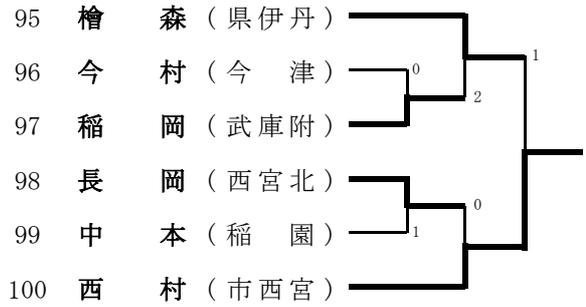 95 檜 森 (県伊丹) 1
96 今 村 (今 津) 0
2
97 稲 岡 (武庫附)
98 長 岡 (西宮北) 0
99 中 本 (稲 園) 1
100 西 村 (市西宮)